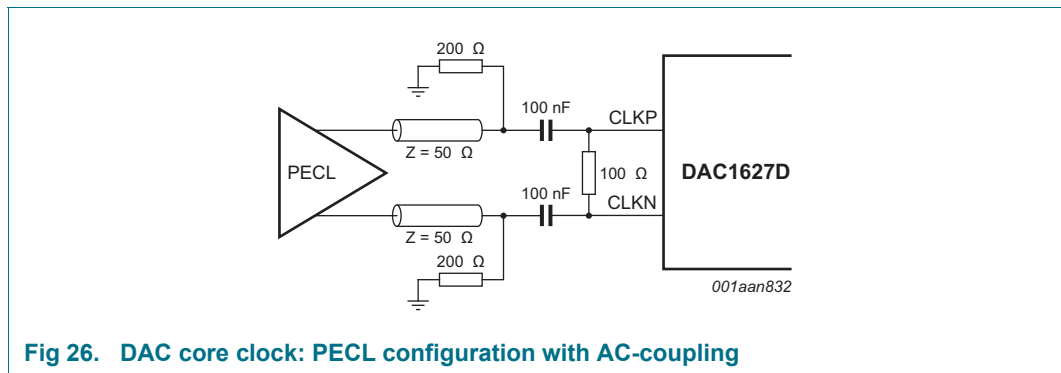 200 Ω
100 nF
CLKP
Z = 50 Ω
PECL
100 Ω
DAC1627D
100 nF
CLKN
Z = 50 Ω
200 Ω
001aan832
Fig 26. DAC core clock: PECL configuration with AC-coupling